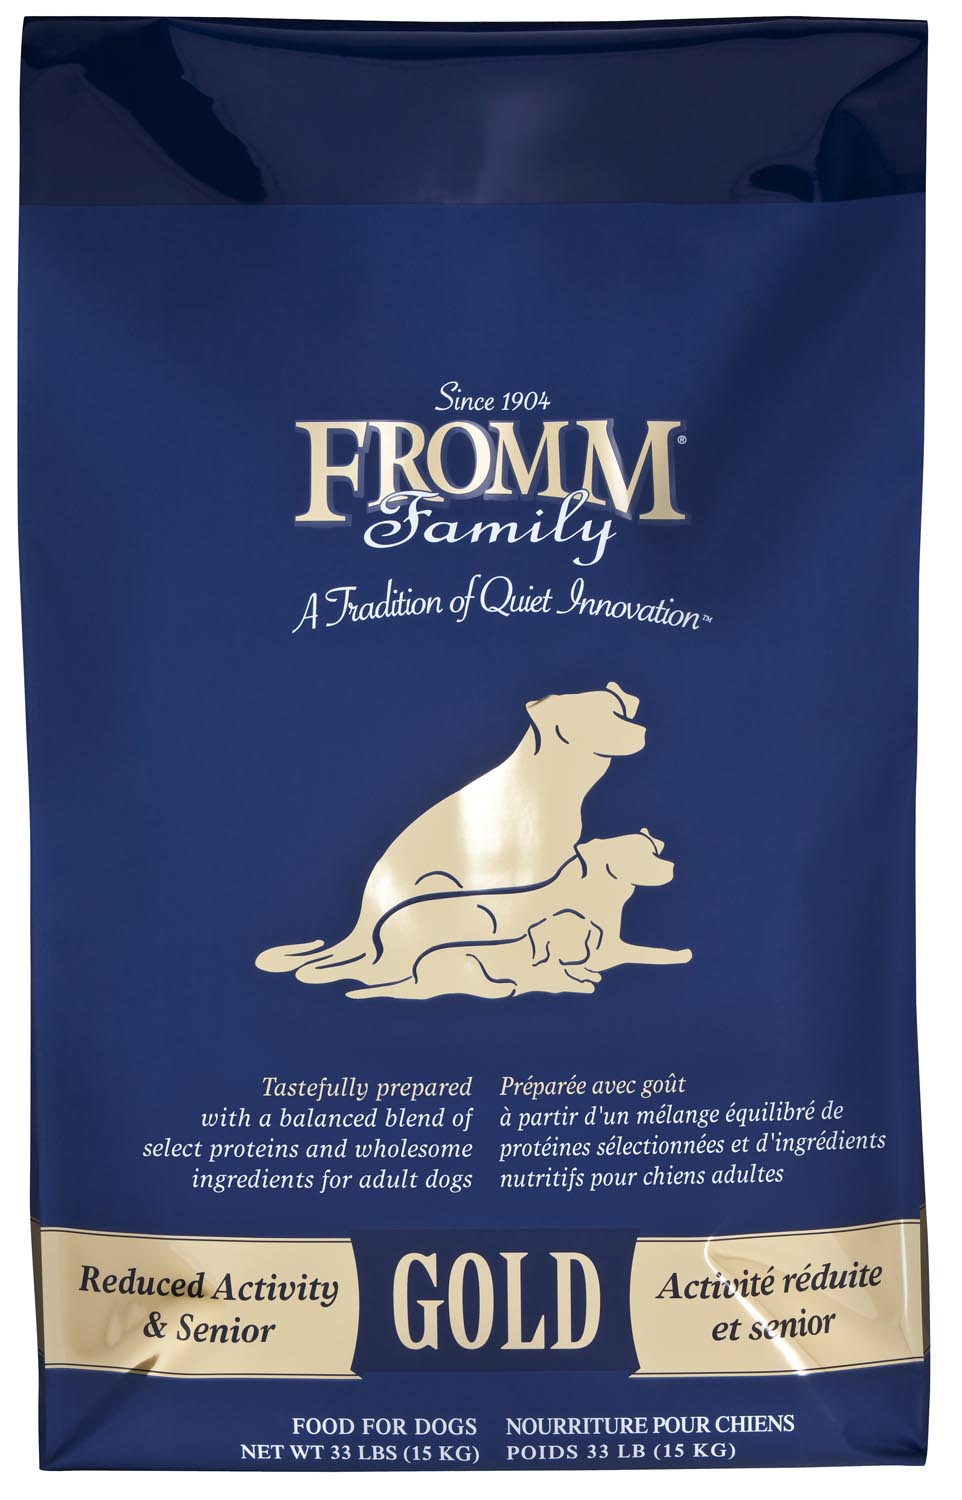 Since 1904
FROMM®
Family
A Tradition of Quiet Innovation™
Tastefully prepared
with a balanced blend of
select proteins and wholesome
ingredients for adult dogs
Préparée avec goût
à partir d'un mélange équilibré de
protéines sélectionnées et d'ingrédients
nutritifs pour chiens adultes
Reduced Activity
& Senior
GOLD
Activité réduite
et senior
FOOD FOR DOGS
NET WT 33 LBS (15 KG)
NOURRITURE POUR CHIENS
POIDS 33 LB (15 KG)